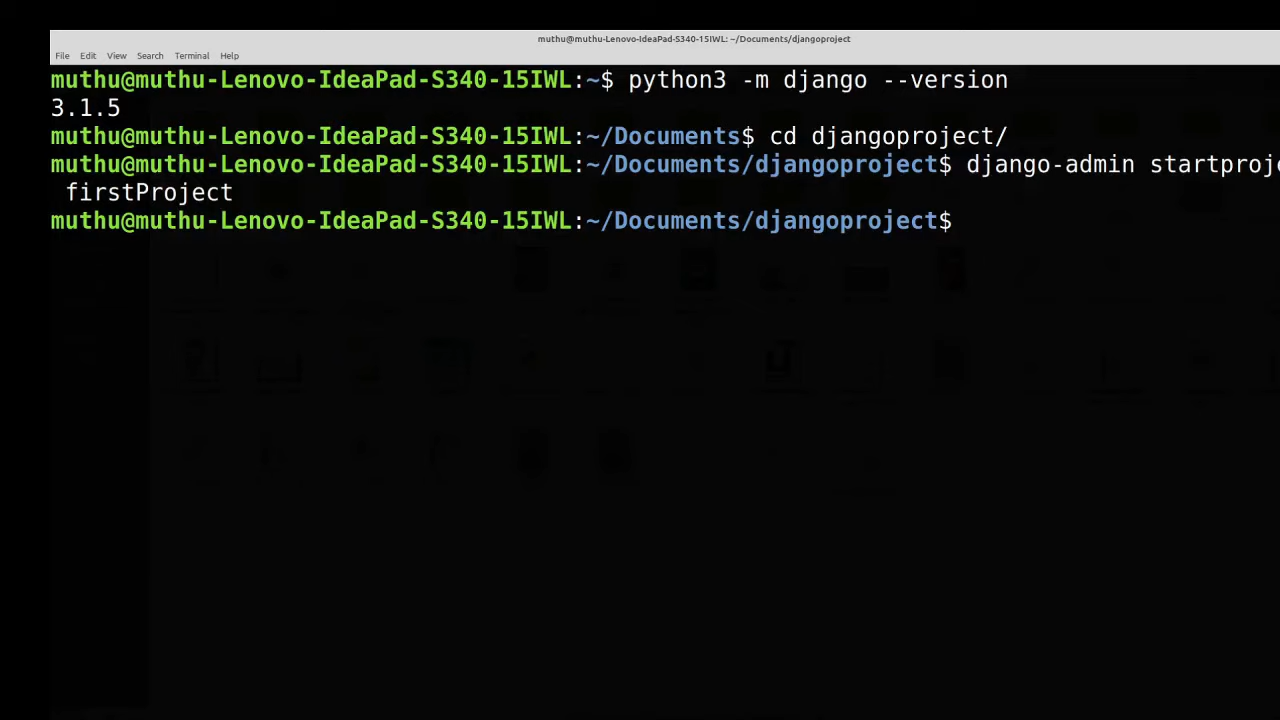 muthu@muthu-Lenovo-IdeaPad-S340-15IWL: ~/Documents/djangoproject
File Edit View Search Terminal Help
muthu@muthu-Lenovo-IdeaPad-S340-15IWL:~$ python3 -m django --version
3.1.5
muthu@muthu-Lenovo-IdeaPad-S340-15IWL:~/Documents$ cd djangoproject/
muthu@muthu-Lenovo-IdeaPad-S340-15IWL:~/Documents/djangoproject$ django-admin startproje
firstProject
muthu@muthu-Lenovo-IdeaPad-S340-15IWL:~/Documents/djangoproject$